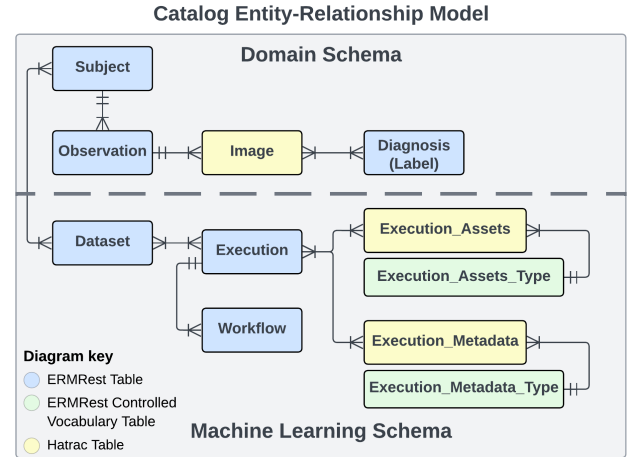 Catalog Entity-Relationship Model
Domain Schema
Subject
Observation
Image
Diagnosis
(Label)
Dataset
Execution
Execution_Assets
Execution_Assets_Type
Workflow
Execution_Metadata
Execution_Metadata_Type
Diagram key
ERMRest Table
ERMRest Controlled
Vocabulary Table
Hatrac Table
Machine Learning Schema